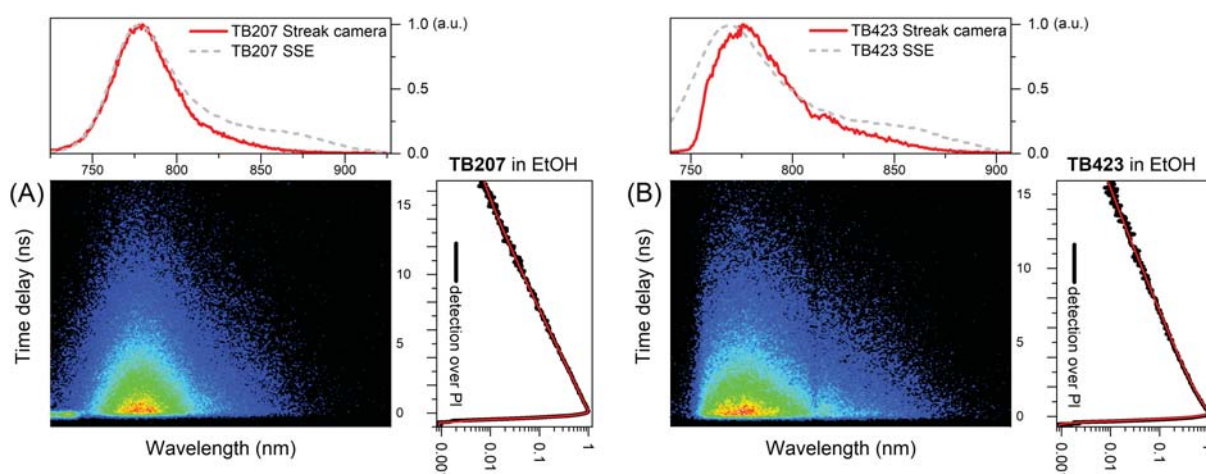 TB207 Streak camera
TB207 SSE
1.0 (a.u.)
0.5
0.0
750 800 850 900
TB423 Streak camera
TB423 SSE
1.0 (a.u.)
0.5
0.0
750 800 850 900
(A)
TB207 in EtOH
Time delay (ns)
15
10
5
0
detection over PI
Wavelength (nm)
0.00
0.01
0.1
1
(B)
TB423 in EtOH
Time delay (ns)
15
10
5
0
detection over PI
Wavelength (nm)
0.00
0.01
0.1
1